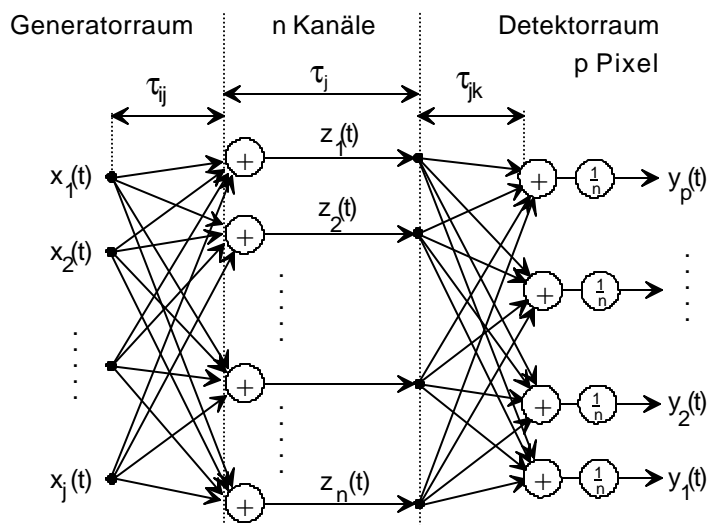 Generatorraum n Kanäle Detektorraum
p Pixel
τij τj τjk
x1(t) + z1(t) + 1/n yp(t)
x2(t) + z2(t)
+ 1/n
+ + 1/n y2(t)
xj(t) + zn(t) + 1/n y1(t)